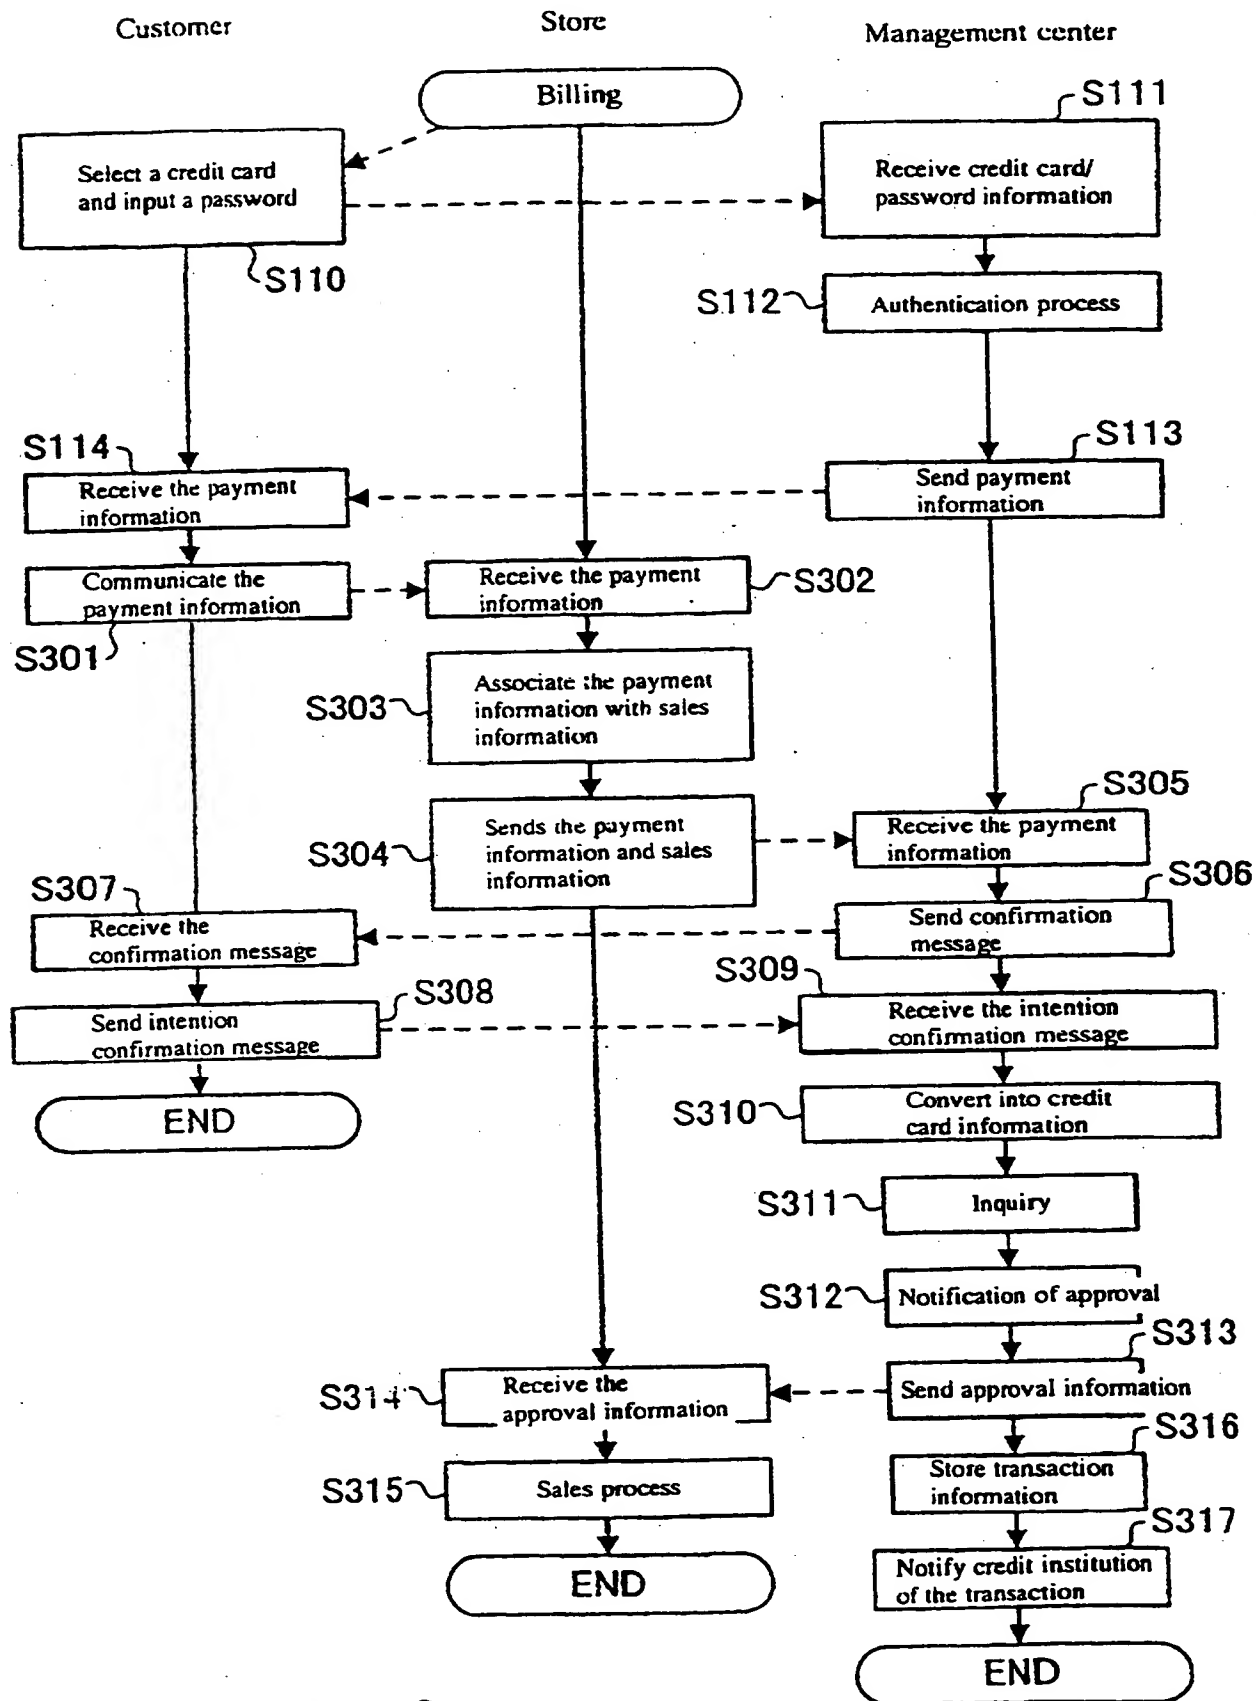 Customer
Store
Management center
Billing
S111
Select a credit card
and input a password
Receive credit card/
password information
S110
S112
Authentication process
S114
S113
Receive the payment
information
Send payment
information
Communicate the
payment information
Receive the payment
information
S302
S301
S303
Associate the payment
information with sales
information
S305
S304
Sends the payment
information and sales
information
Receive the payment
information
S307
S306
Receive the
confirmation message
Send confirmation
message
S309
S308
Send intention
confirmation message
Receive the intention
confirmation message
END
S310
Convert into credit
card information
S311
Inquiry
S312
Notification of approval
S313
S314
Receive the
approval information
Send approval information
S316
S315
Sales process
Store transaction
information
S317
END
Notify credit institution
of the transaction
END